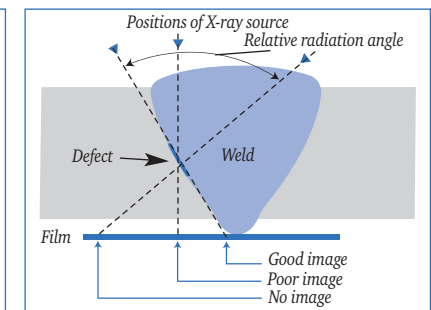 Positions of X-ray source
Relative radiation angle
Defect
Weld
Film
Good image
Poor image
No image